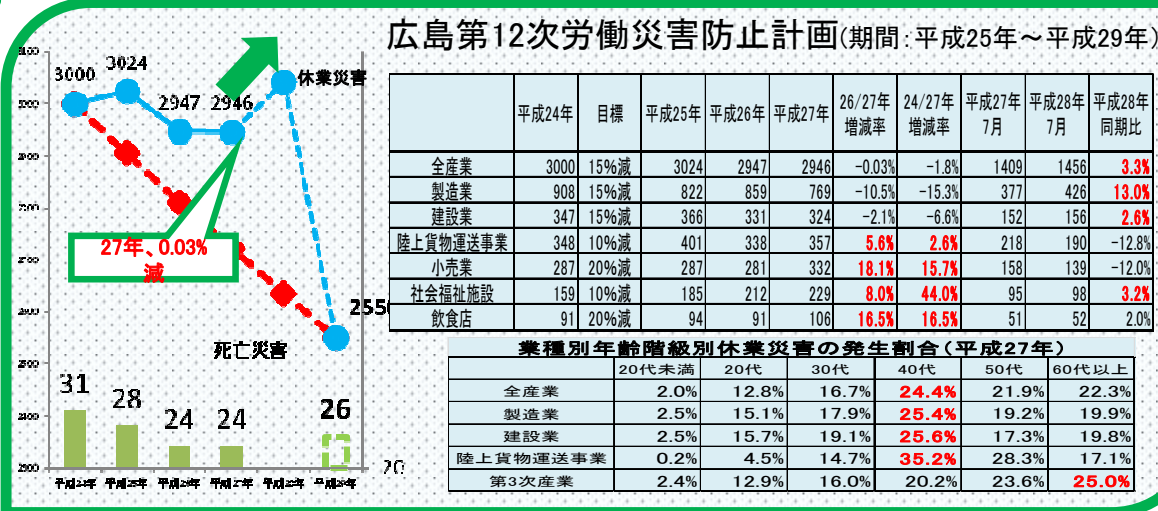 広島第12次労働災害防止計画(期間：平成25年～平成29年)
3000
3024
2947
2946
休業災害
27年、0.03%
減
2550
死亡災害
31
28
24
24
26
20
平成24年 目標 平成25年 平成26年 平成27年 26/27年増減率 24/27年増減率 平成27年7月 平成28年7月 平成28年同期比
全産業 3000 15%減 3024 2947 2946 -0.03% -1.8% 1409 1456 3.3%
製造業 908 15%減 822 859 769 -10.5% -15.3% 377 426 13.0%
建設業 347 15%減 366 331 324 -2.1% -6.6% 152 156 2.6%
陸上貨物運送事業 348 10%減 401 338 357 5.6% 2.6% 218 190 -12.8%
小売業 287 20%減 287 281 332 18.1% 15.7% 158 139 -12.0%
社会福祉施設 159 10%減 185 212 229 8.0% 44.0% 95 98 3.2%
飲食店 91 20%減 94 91 106 16.5% 16.5% 51 52 2.0%
業種別年齢階級別休業災害の発生割合(平成27年)
20代未満 20代 30代 40代 50代 60代以上
全産業 2.0% 12.8% 16.7% 24.4% 21.9% 22.3%
製造業 2.5% 15.1% 17.9% 25.4% 19.2% 19.9%
建設業 2.5% 15.7% 19.1% 25.6% 17.3% 19.8%
陸上貨物運送事業 0.2% 4.5% 14.7% 35.2% 28.3% 17.1%
第3次産業 2.4% 12.9% 16.0% 20.2% 23.6% 25.0%